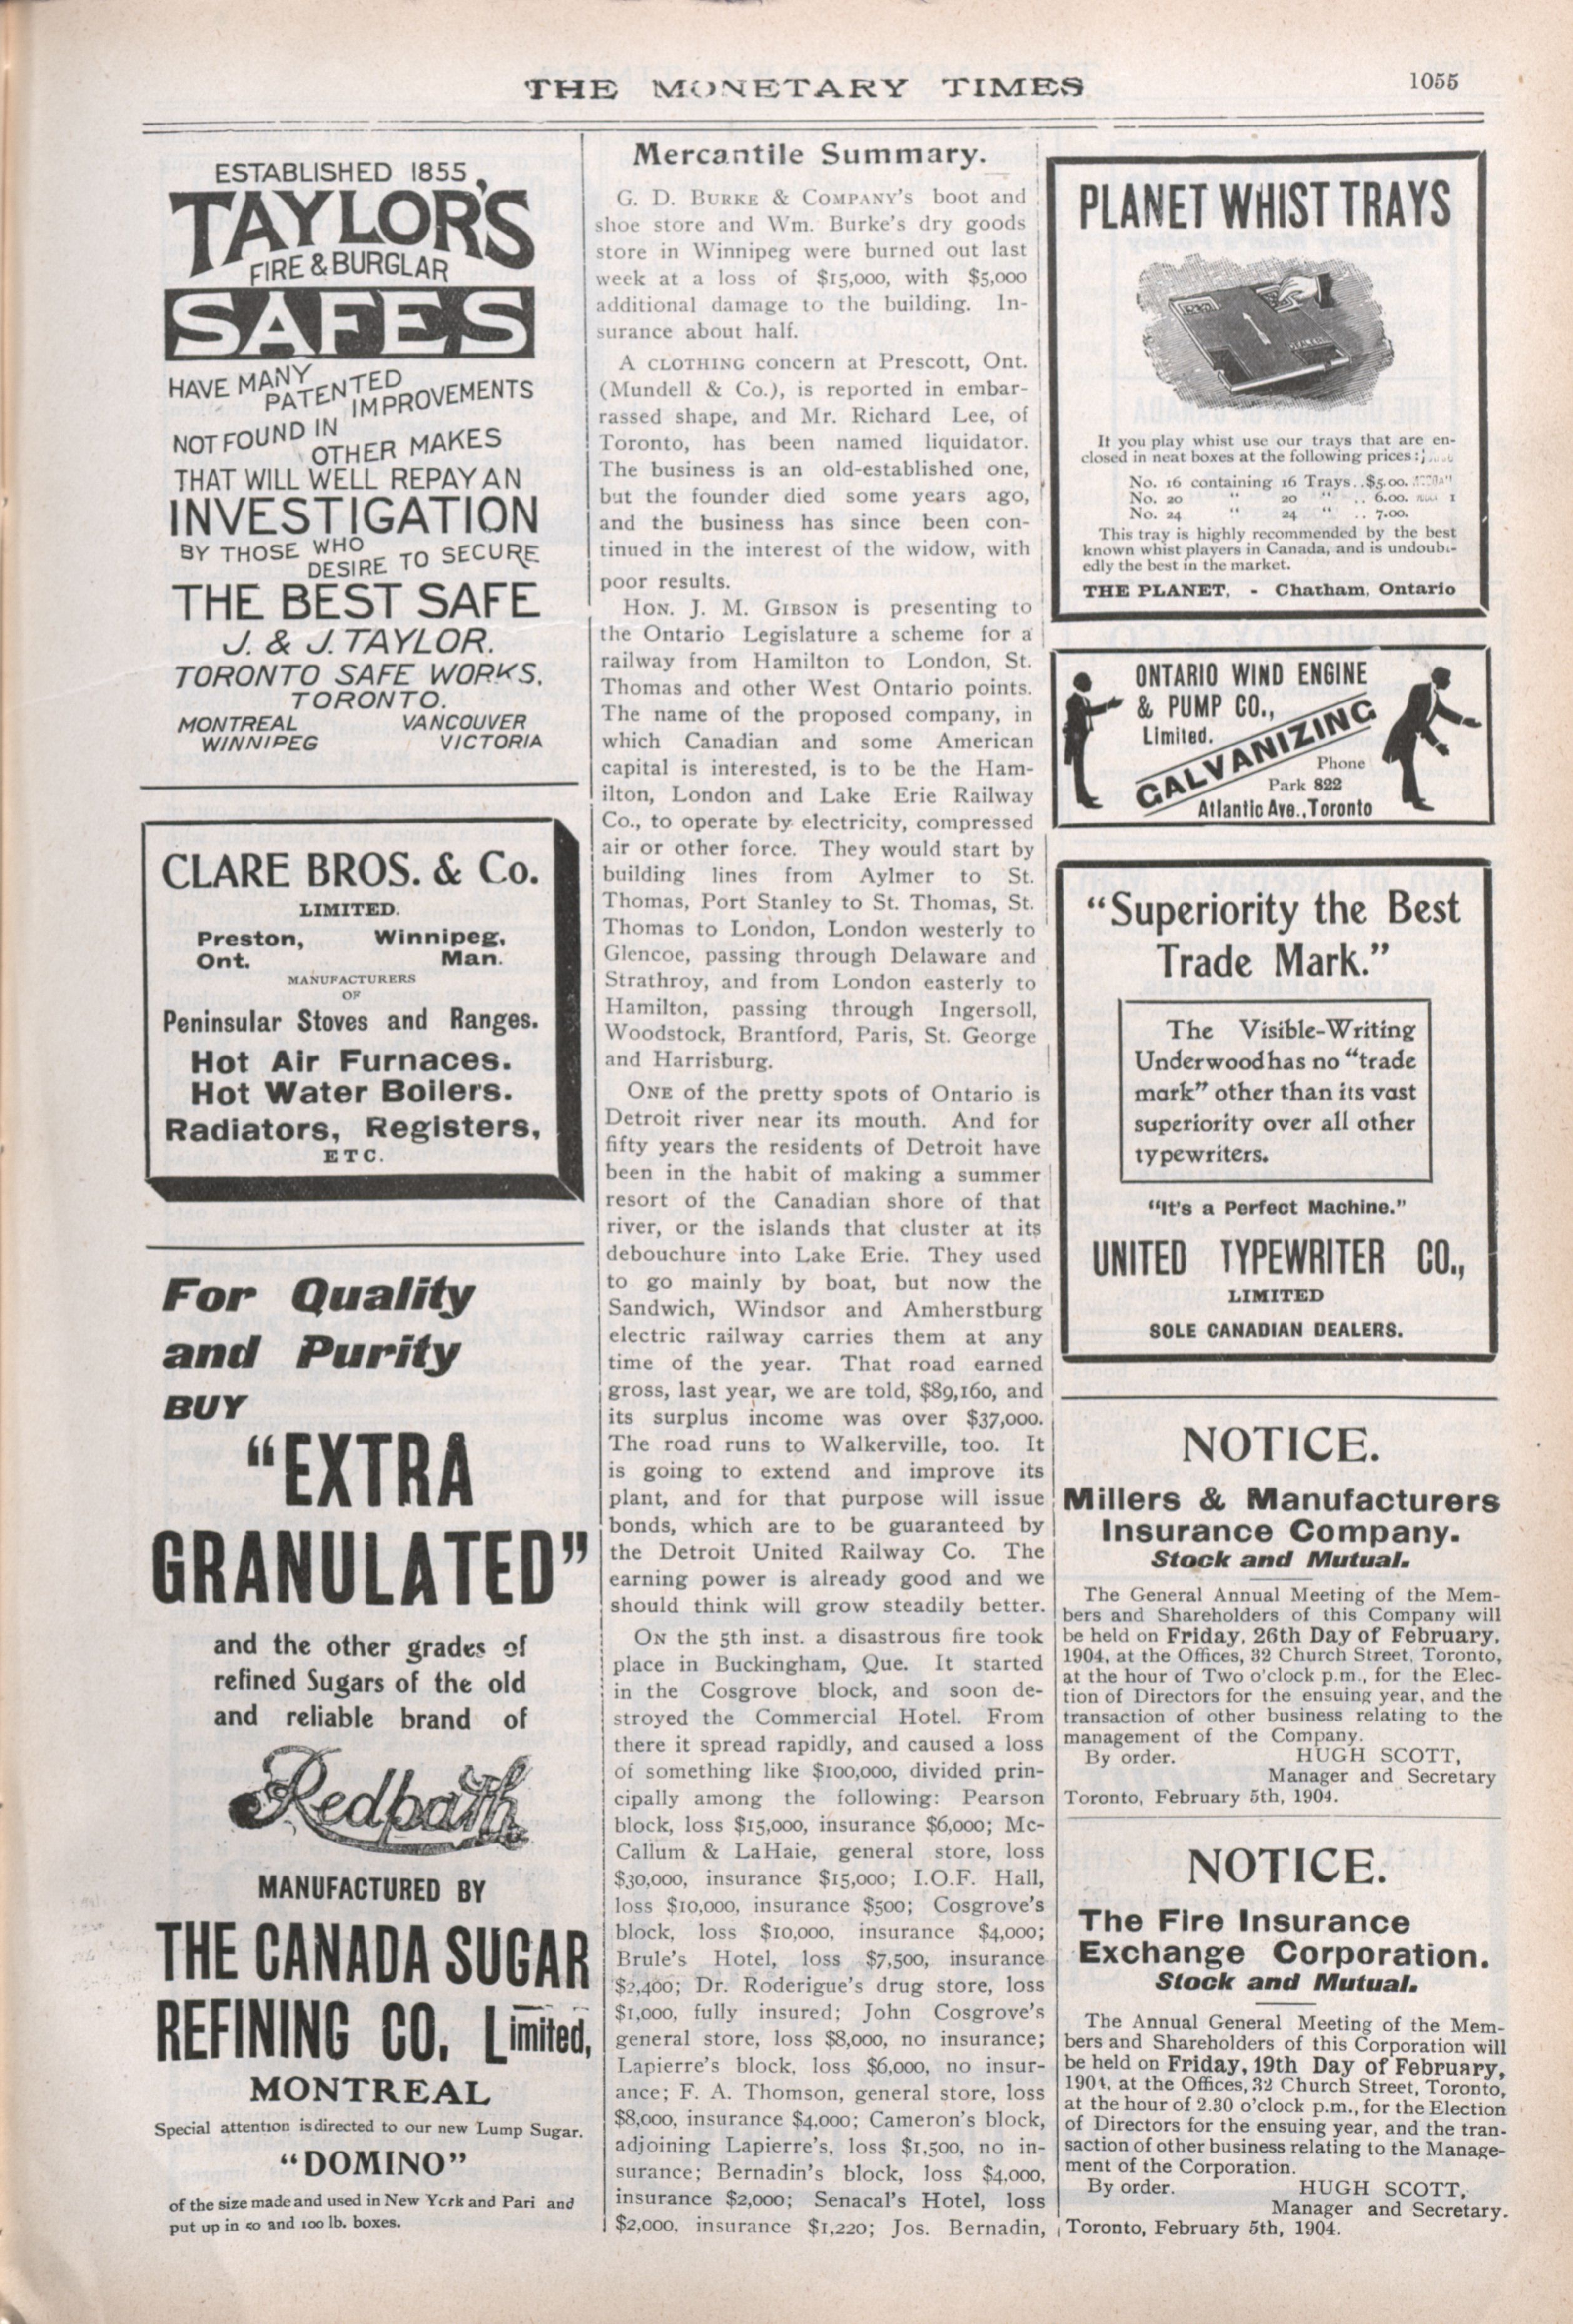 THE MONETARY TIMES
1055
ESTABLISHED 1855
TAYLOR'S
FIRE & BURGLAR
SAFES
HAVE MANY
PATENTED
IMPROVEMENTS
NOT FOUND IN
OTHER MAKES
THAT WILL WELL REPAY AN
INVESTIGATION
BY THOSE WHO
DESIRE TO SECURE
THE BEST SAFE
J. & J. TAYLOR.
TORONTO SAFE WORKS,
TORONTO.
MONTREAL VANCOUVER
WINNIPEG VICTORIA
CLARE BROS. & Co.
LIMITED.
Preston, Winnipeg,
Ont. Man.
MANUFACTURERS
OF
Peninsular Stoves and Ranges.
Hot Air Furnaces.
Hot Water Boilers.
Radiators, Registers,
ETC.
For Quality
and Purity
BUY
"EXTRA
GRANULATED"
and the other grades of
refined Sugars of the old
and reliable brand of
Redpath
MANUFACTURED BY
THE CANADA SUGAR
REFINING CO. Limited,
MONTREAL
Special attention is directed to our new Lump Sugar.
"DOMINO"
of the size made and used in New York and Pari and
put up in 50 and 100 lb. boxes.
Mercantile Summary.
G. D. BURKE & COMPANY'S boot and
shoe store and Wm. Burke's dry goods
store in Winnipeg were burned out last
week at a loss of $15,000, with $5,000
additional damage to the building. In-
surance about half.
A CLOTHING concern at Prescott, Ont.
(Mundell & Co.), is reported in embar-
rassed shape, and Mr. Richard Lee, of
Toronto, has been named liquidator.
The business is an old-established one,
but the founder died some years ago,
and the business has since been con-
tinued in the interest of the widow, with
poor results.
HON. J. M. GIBSON is presenting to
the Ontario Legislature a scheme for a
railway from Hamilton to London, St.
Thomas and other West Ontario points.
The name of the proposed company, in
which Canadian and some American
capital is interested, is to be the Ham-
ilton, London and Lake Erie Railway
Co., to operate by electricity, compressed
air or other force. They would start by
building lines from Aylmer to St.
Thomas, Port Stanley to St. Thomas, St.
Thomas to London, London westerly to
Glencoe, passing through Delaware and
Strathroy, and from London easterly to
Hamilton, passing through Ingersoll,
Woodstock, Brantford, Paris, St. George
and Harrisburg.
ONE of the pretty spots of Ontario is
Detroit river near its mouth. And for
fifty years the residents of Detroit have
been in the habit of making a summer
resort of the Canadian shore of that
river, or the islands that cluster at its
debouchure into Lake Erie. They used
to go mainly by boat, but now the
Sandwich, Windsor and Amherstburg
electric railway carries them at any
time of the year. That road earned
gross, last year, we are told, $89,160, and
its surplus income was over $37,000.
The road runs to Walkerville, too. It
is going to extend and improve its
plant, and for that purpose will issue
bonds, which are to be guaranteed by
the Detroit United Railway Co. The
earning power is already good and we
should think will grow steadily better.
ON the 5th inst. a disastrous fire took
place in Buckingham, Que. It started
in the Cosgrove block, and soon de-
stroyed the Commercial Hotel. From
there it spread rapidly, and caused a loss
of something like $100,000, divided prin-
cipally among the following: Pearson
block, loss $15,000, insurance $6,000; Mc-
Callum & LaHaie, general store, loss
$30,000, insurance $15,000; I.O.F. Hall,
loss $10,000, insurance $500; Cosgrove's
block, loss $10,000, insurance $4,000;
Brule's Hotel, loss $7,500, insurance
$2,400; Dr. Roderigue's drug store, loss
$1,000, fully insured; John Cosgrove's
general store, loss $8,000, no insurance;
Lapierre's block, loss $6,000, no insur-
ance; F. A. Thomson, general store, loss
$8,000, insurance $4,000; Cameron's block,
adjoining Lapierre's, loss $1,500, no in-
surance; Bernadin's block, loss $4,000,
insurance $2,000; Senacal's Hotel, loss
$2,000, insurance $1,220; Jos. Bernadin,
PLANET WHIST TRAYS
If you play whist use our trays that are en-
closed in neat boxes at the following prices:
No. 16 containing 16 Trays..$5.00.
No. 20 " 20 " .. 6.00.
No. 24 " 24 " .. 7.00.
This tray is highly recommended by the best
known whist players in Canada, and is undoubt-
edly the best in the market.
THE PLANET, - Chatham, Ontario
ONTARIO WIND ENGINE
& PUMP CO.,
Limited.
GALVANIZING
Phone
Park 822
Atlantic Ave., Toronto
"Superiority the Best
Trade Mark."
The Visible-Writing
Underwood has no "trade
mark" other than its vast
superiority over all other
typewriters.
"It's a Perfect Machine."
UNITED TYPEWRITER CO.,
LIMITED
SOLE CANADIAN DEALERS.
NOTICE.
Millers & Manufacturers
Insurance Company.
Stock and Mutual.
The General Annual Meeting of the Mem-
bers and Shareholders of this Company will
be held on Friday, 26th Day of February,
1904, at the Offices, 32 Church Street, Toronto,
at the hour of Two o'clock p.m., for the Elec-
tion of Directors for the ensuing year, and the
transaction of other business relating to the
management of the Company.
By order. HUGH SCOTT,
Manager and Secretary
Toronto, February 5th, 1904.
NOTICE.
The Fire Insurance
Exchange Corporation.
Stock and Mutual.
The Annual General Meeting of the Mem-
bers and Shareholders of this Corporation will
be held on Friday, 19th Day of February,
1904, at the Offices, 32 Church Street, Toronto,
at the hour of 2.30 o'clock p.m., for the Election
of Directors for the ensuing year, and the tran-
saction of other business relating to the Manage-
ment of the Corporation.
By order. HUGH SCOTT,
Manager and Secretary.
Toronto, February 5th, 1904.